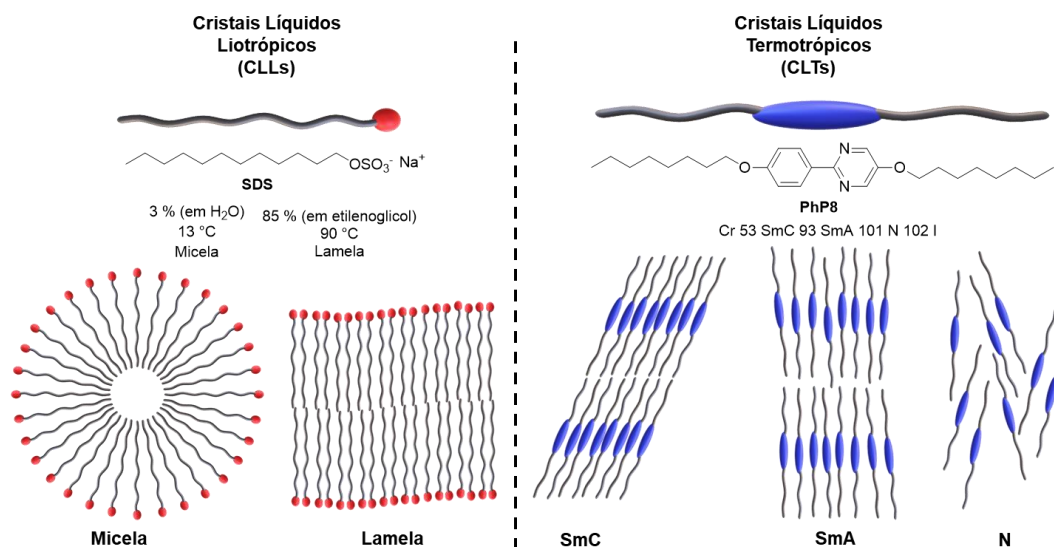 Cristais Líquidos
Liotrópicos
(CLLs)
OSO₃⁻ Na⁺
SDS
3 % (em H₂O)
13 °C
Micela
85 % (em etilenoglicol)
90 °C
Lamela
Micela
Lamela
Cristais Líquidos
Termotrópicos
(CLTs)
N
O
O
N
PhP8
Cr 53 SmC 93 SmA 101 N 102 I
SmC
SmA
N